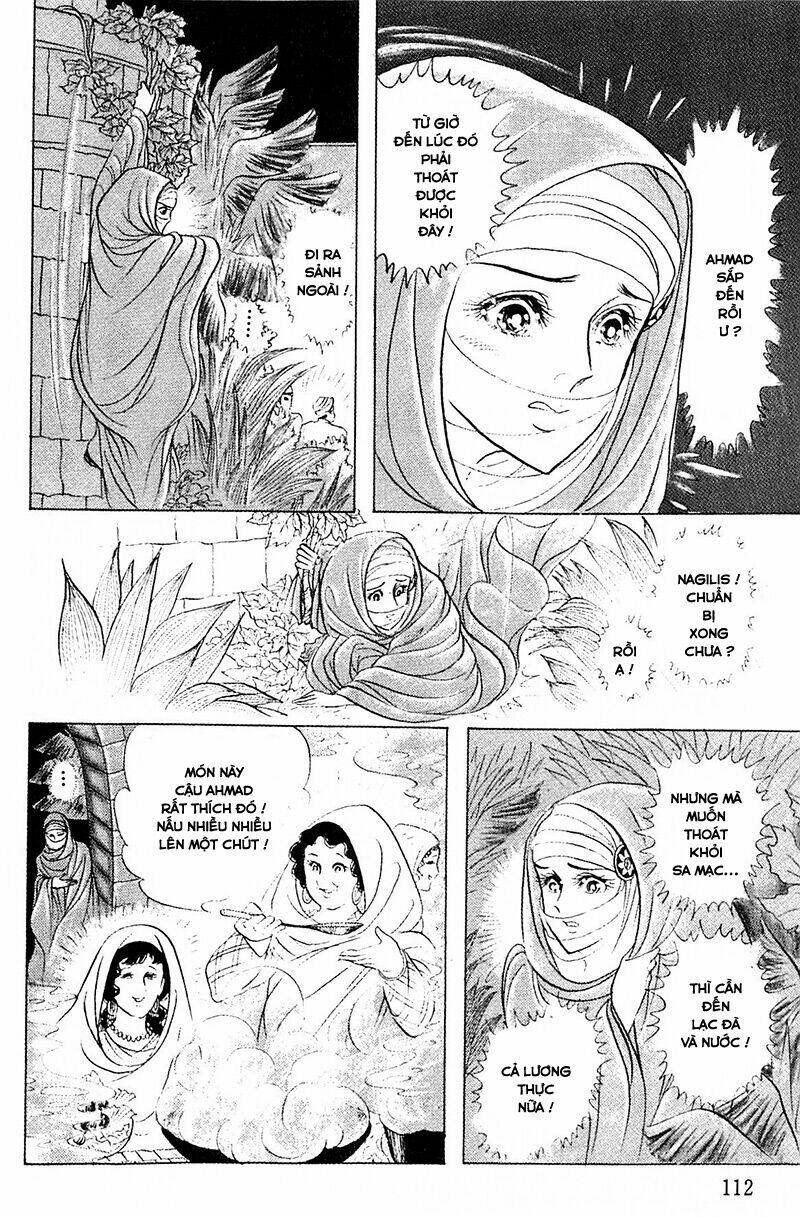 AHMAD
SẮP
ĐẾN
RỒI
Ư ?
TỪ GIỜ
ĐẾN LÚC ĐÓ
PHẢI
THOÁT
ĐƯỢC
KHỎI
ĐÂY !
ĐI RA
SẢNH
NGOÀI !
...
NAGILIS !
CHUẨN
BỊ
XONG
CHƯA ?
RỒI
Ạ !
NHƯNG MÀ
MUỐN
THOÁT
KHỎI
SA MẠC...
THÌ CẦN
ĐẾN
LẠC ĐÀ
VÀ NƯỚC !
CẢ LƯƠNG
THỰC
NỮA !
MÓN NÀY
CẬU AHMAD
RẤT THÍCH ĐÓ !
NẤU NHIỀU NHIỀU
LÊN MỘT CHÚT !
...
112